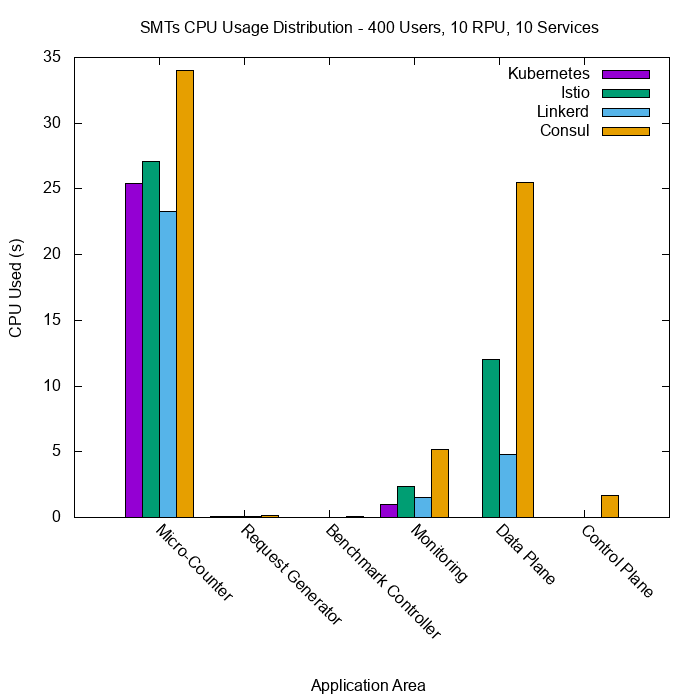 SMTs CPU Usage Distribution - 400 Users, 10 RPU, 10 Services
35
30
25
20
15
10
5
0
CPU Used (s)
Kubernetes
Istio
Linkerd
Consul
Micro-Counter
Request Generator
Benchmark Controller
Monitoring
Data Plane
Control Plane
Application Area